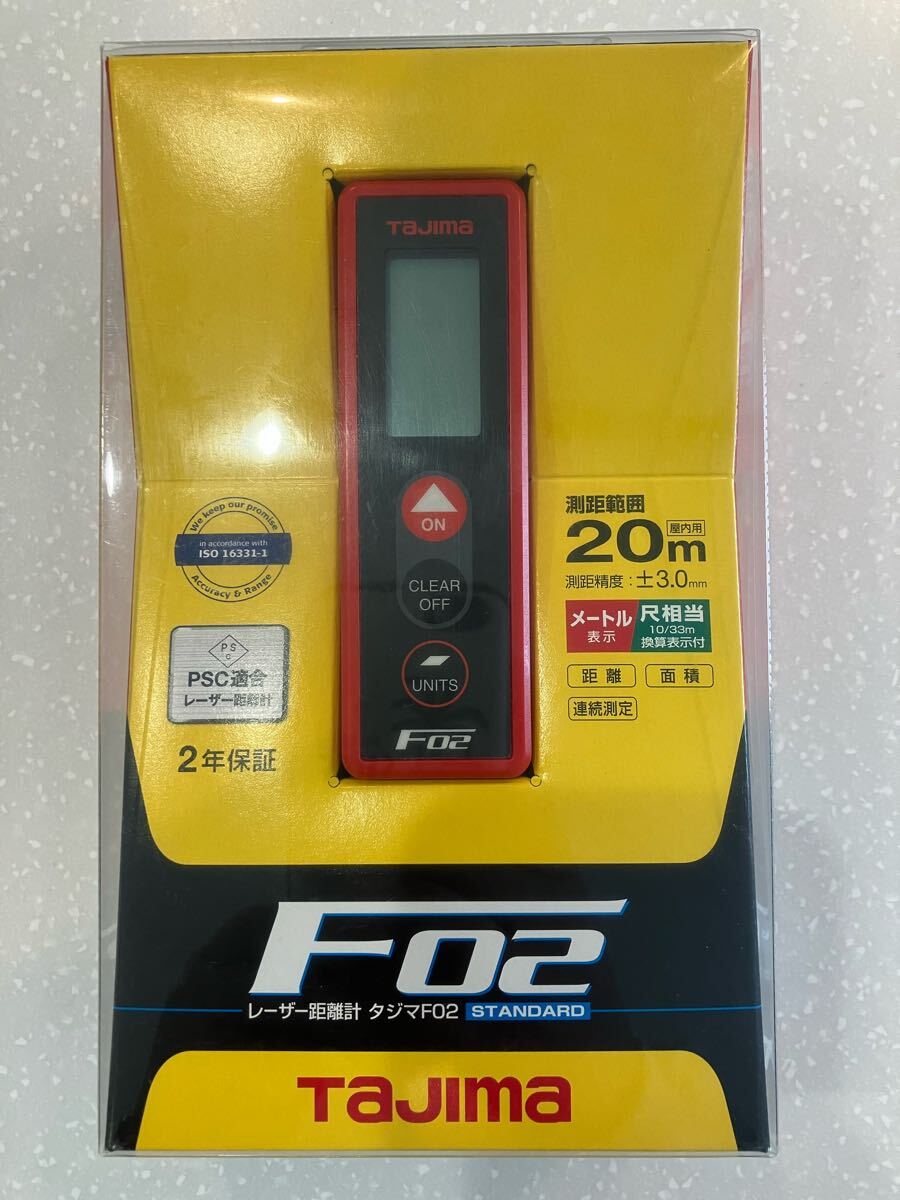 TAJIMA
ON
CLEAR
OFF
UNITS
F02
We keep our promise
in accordance with
ISO 16331-1
Accuracy & Range
PS
C
PSC適合
レーザー距離計
2年保証
測距範囲
20m 屋内用
測距精度:±3.0mm
メートル
表示
尺相当
10/33m
換算表示付
距離 面積
連続測定
F02
レーザー距離計 タジマF02 STANDARD
TAJIMA